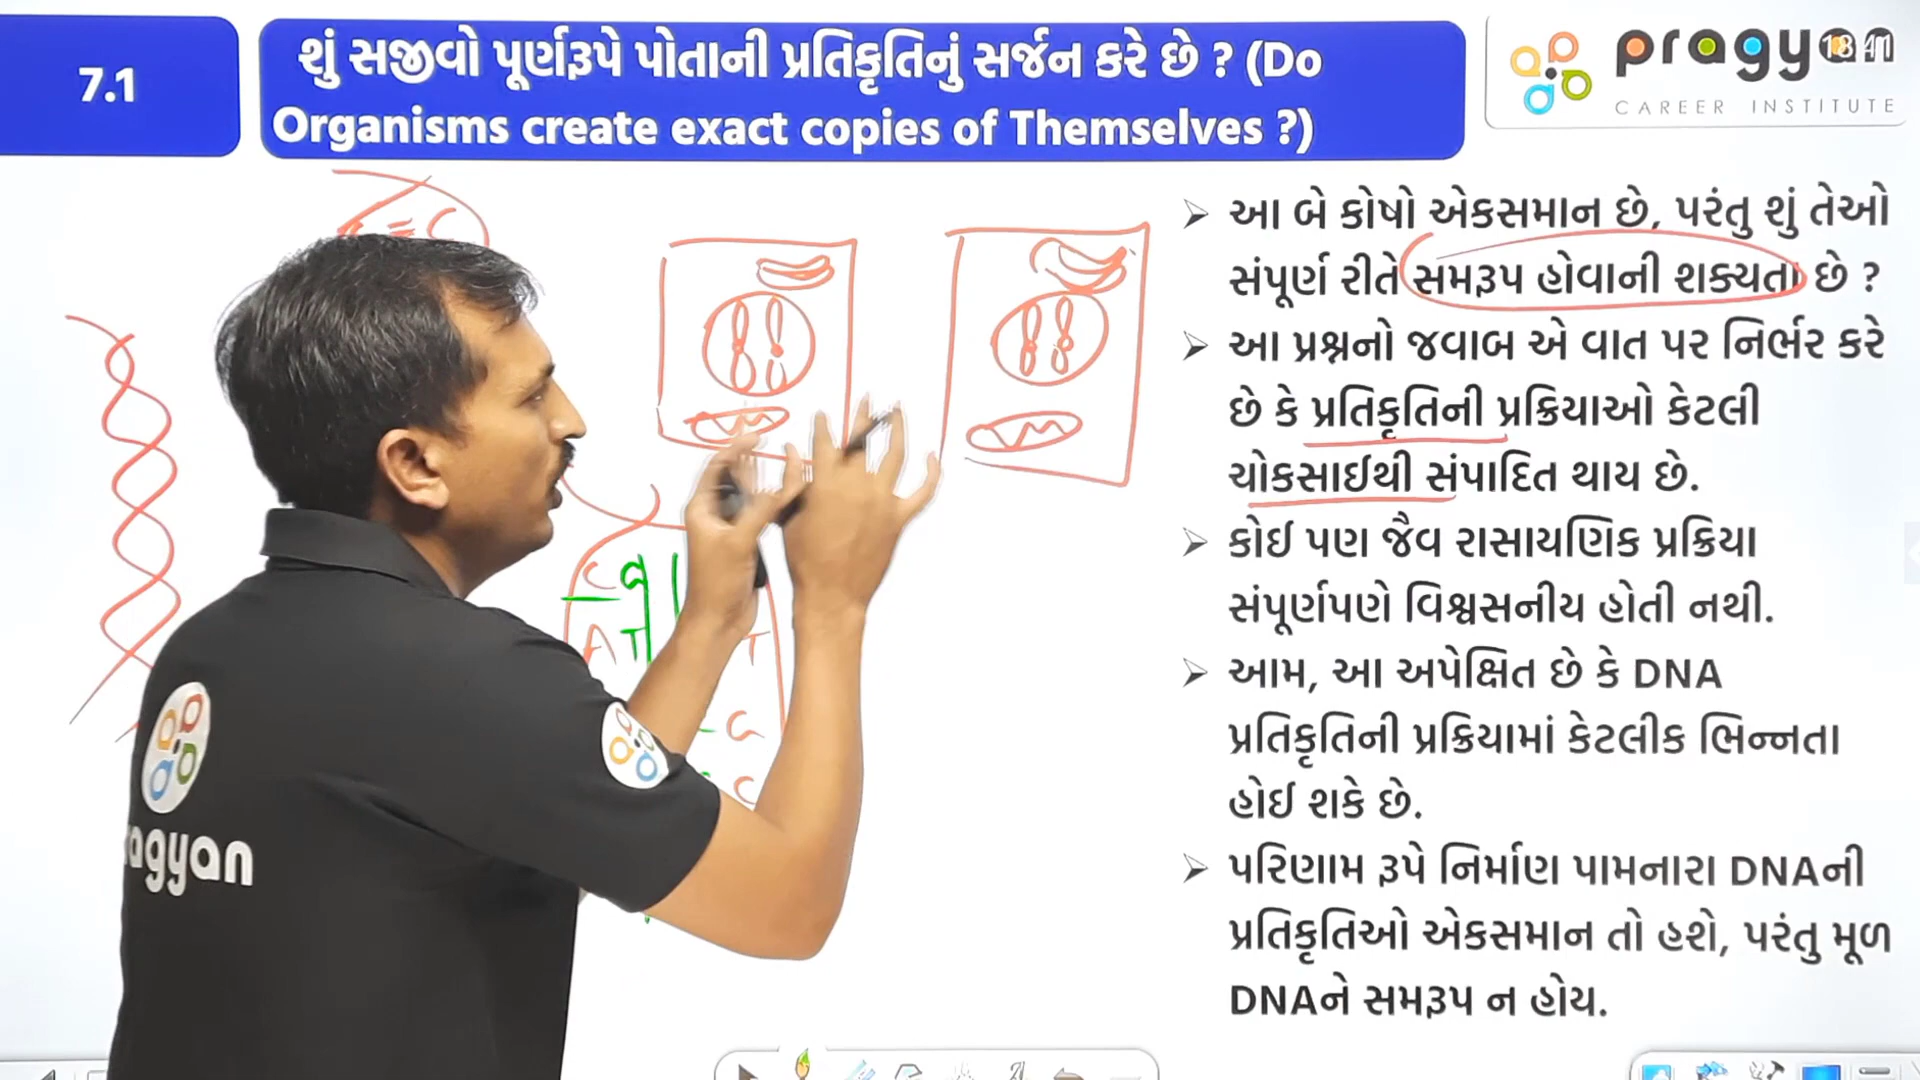 7.1
શું સજીવો પૂર્ણરૂપે પોતાની પ્રતિકૃતિનું સર્જન કરે છે ? (Do
Organisms create exact copies of Themselves ?)
pragyan
CAREER INSTITUTE
આ બે કોષો એકસમાન છે, પરંતુ શું તેઓ
સંપૂર્ણ રીતે સમરૂપ હોવાની શક્યતા છે ?
આ પ્રશ્નનો જવાબ એ વાત પર નિર્ભર કરે
છે કે પ્રતિકૃતિની પ્રક્રિયાઓ કેટલી
ચોકસાઈથી સંપાદિત થાય છે.
કોઈ પણ જૈવ રાસાયણિક પ્રક્રિયા
સંપૂર્ણપણે વિશ્વસનીય હોતી નથી.
આમ, આ અપેક્ષિત છે કે DNA
પ્રતિકૃતિની પ્રક્રિયામાં કેટલીક ભિન્નતા
હોઈ શકે છે.
પરિણામ રૂપે નિર્માણ પામનારા DNAની
પ્રતિકૃતિઓ એકસમાન તો હશે, પરંતુ મૂળ
DNAને સમરૂપ ન હોય.
C
A T T
G
C
agyan